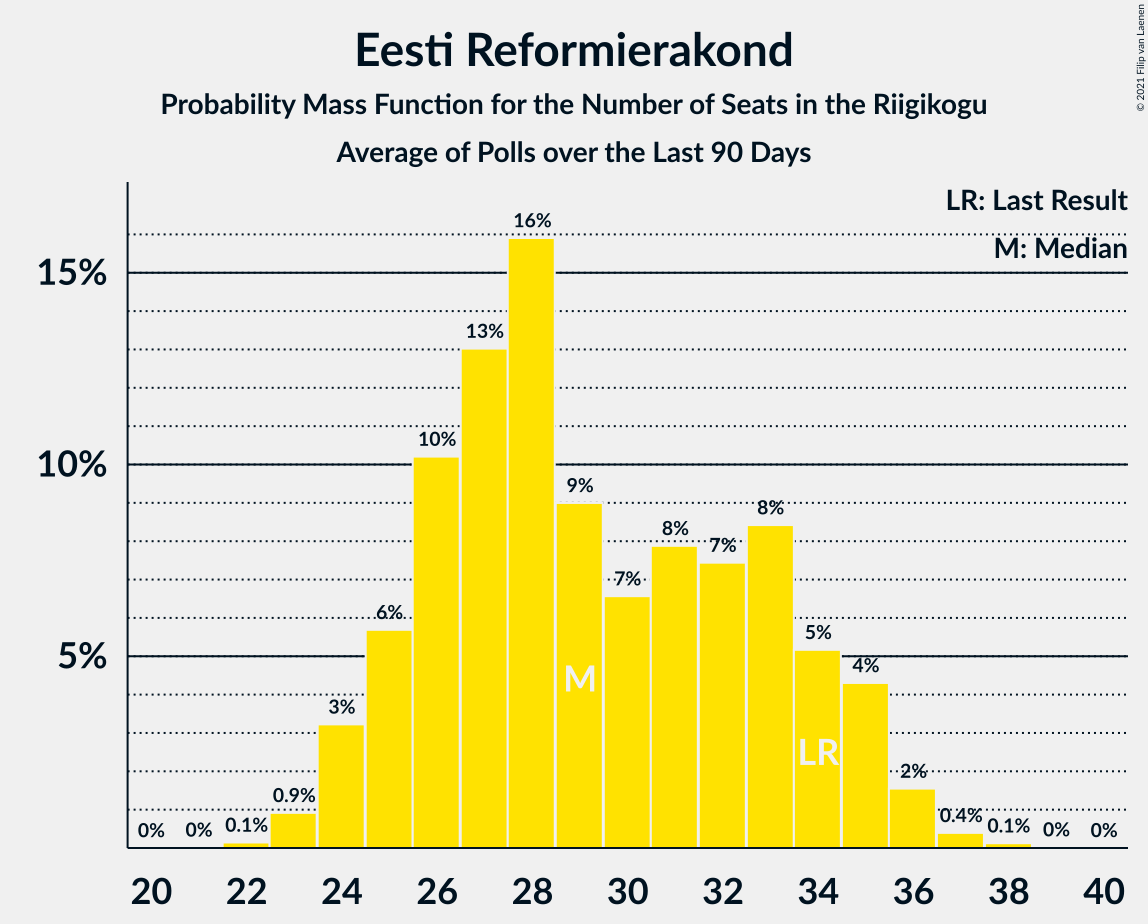 Eesti Reformierakond
Probability Mass Function for the Number of Seats in the Riigikogu
Average of Polls over the Last 90 Days
© 2021 Filip van Laenen
LR: Last Result
M: Median
15%
10%
5%
0%
0%
0.1%
0.9%
3%
6%
10%
13%
16%
9%
7%
8%
7%
8%
5%
4%
2%
0.4%
0.1%
0%
0%
M
LR
20 22 24 26 28 30 32 34 36 38 40